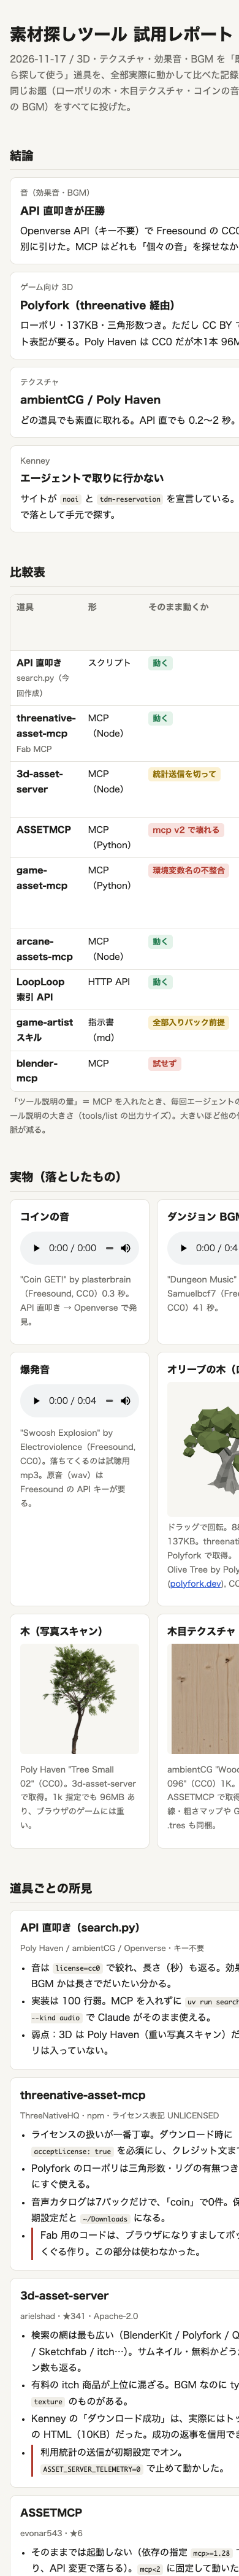 素材探しツール 試用レポート
2026-11-17 / 3D・テクスチャ・効果音・BGM を「
ら探して使う」道具を、全部実際に動かして比べた記録
同じお題（ローポリの木・木目テクスチャ・コインの音
の BGM）をすべてに投げた。
結論
音（効果音・BGM）
API 直叩きが圧勝
Openverse API（キー不要）で Freesound の CC0
別に引けた。MCP はどれも「個々の音」を探せなか
ゲーム向け 3D
Polyfork（threenative 経由）
ローポリ・137KB・三角形数つき。ただし CC BY で
ト表記が要る。Poly Haven は CC0 だが木1本 96M
テクスチャ
ambientCG / Poly Haven
どの道具でも素直に取れる。API 直でも 0.2〜2 秒。
Kenney
エージェントで取りに行かない
サイトが noai と tdm-reservation を宣言している。
で落として手元で探す。
比較表
道具 形 そのまま動くか
API 直叩き スクリプト 動く
search.py（今
回作成）
threenative- MCP 動く
asset-mcp （Node）
Fab MCP
3d-asset- MCP 統計送信を切って
server （Node）
ASSETMCP MCP mcp v2 で壊れる
（Python）
game- MCP 環境変数名の不整合
asset-mcp （Python）
arcane- MCP 動く
assets-mcp （Node）
LoopLoop HTTP API 動く
索引 API
game-artist 指示書 全部入りパック前提
スキル （md）
blender- MCP 試せず
mcp
「ツール説明の量」＝ MCP を入れたとき、毎回エージェントの
ール説明の大きさ（tools/list の出力サイズ）。大きいほど他の
脈が減る。
実物（落としたもの）
コインの音 ダンジョン BGM
0:00 / 0:00 0:00 / 0:4
"Coin GET!" by plasterbrain
（Freesound, CC0）0.3 秒。
API 直叩き → Openverse で発
見。
"Dungeon Music"
Samuelbcf7（Free
CC0）41 秒。
爆発音
0:00 / 0:04
"Swoosh Explosion" by
Electroviolence（Freesound,
CC0）。落ちてくるのは試聴用
mp3。原音（wav）は
Freesound の API キーが要
る。
オリーブの木（ロ
ドラッグで回転。88
137KB。threenati
Polyfork で取得。
Olive Tree by Poly
(polyfork.dev), CC
木（写真スキャン）
Poly Haven "Tree Small
02"（CC0）。3d-asset-server
で取得。1k 指定でも 96MB あ
り、ブラウザのゲームには重
い。
木目テクスチャ
ambientCG "Wood
096"（CC0）1K。
ASSETMCP で取得
線・粗さマップや G
.tres も同梱。
道具ごとの所見
API 直叩き（search.py）
Poly Haven / ambientCG / Openverse・キー不要
音は license=cc0 で絞れ、長さ（秒）も返る。効果
BGM かは長さでだいたい分かる。
実装は 100 行弱。MCP を入れずに uv run search
--kind audio で Claude がそのまま使える。
弱点：3D は Poly Haven（重い写真スキャン）だ
リは入っていない。
threenative-asset-mcp
ThreeNativeHQ・npm・ライセンス表記 UNLICENSED
ライセンスの扱いが一番丁寧。ダウンロード時に
acceptLicense: true を必須にし、クレジット文ま
Polyfork のローポリは三角形数・リグの有無つき
にすぐ使える。
音声カタログは7パックだけで、「coin」で0件。保
期設定だと ~/Downloads になる。
Fab 用のコードは、ブラウザになりすましてボッ
くぐる作り。この部分は使わなかった。
3d-asset-server
arielshad・★341・Apache-2.0
検索の網は最も広い（BlenderKit / Polyfork / Q
/ Sketchfab / itch…）。サムネイル・無料かどうか
ン数も返る。
有料の itch 商品が上位に混ざる。BGM なのに ty
texture のものがある。
Kenney の「ダウンロード成功」は、実際にはトッ
の HTML（10KB）だった。成功の返事を信用でき
利用統計の送信が初期設定でオン。
ASSET_SERVER_TELEMETRY=0 で止めて動かした。
ASSETMCP
evonar543・★6
そのままでは起動しない（依存の指定 mcp>=1.28
り、API 変更で落ちる）。mcp<2 に固定して動いた